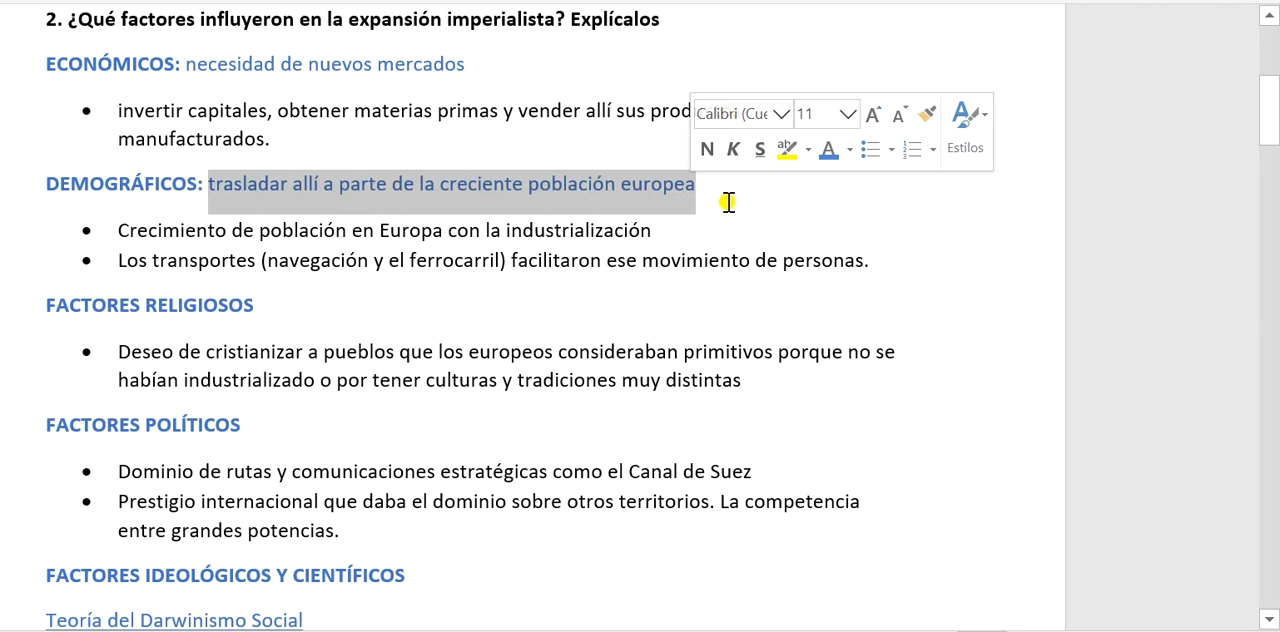 2. ¿Qué factores influyeron en la expansión imperialista? Explícalos
ECONÓMICOS: necesidad de nuevos mercados
• invertir capitales, obtener materias primas y vender allí sus prod
manufacturados.
Calibri (Cue 11
N K S Estilos
DEMOGRÁFICOS: trasladar allí a parte de la creciente población europea
• Crecimiento de población en Europa con la industrialización
• Los transportes (navegación y el ferrocarril) facilitaron ese movimiento de personas.
FACTORES RELIGIOSOS
• Deseo de cristianizar a pueblos que los europeos consideraban primitivos porque no se
habían industrializado o por tener culturas y tradiciones muy distintas
FACTORES POLÍTICOS
• Dominio de rutas y comunicaciones estratégicas como el Canal de Suez
• Prestigio internacional que daba el dominio sobre otros territorios. La competencia
entre grandes potencias.
FACTORES IDEOLÓGICOS Y CIENTÍFICOS
Teoría del Darwinismo Social